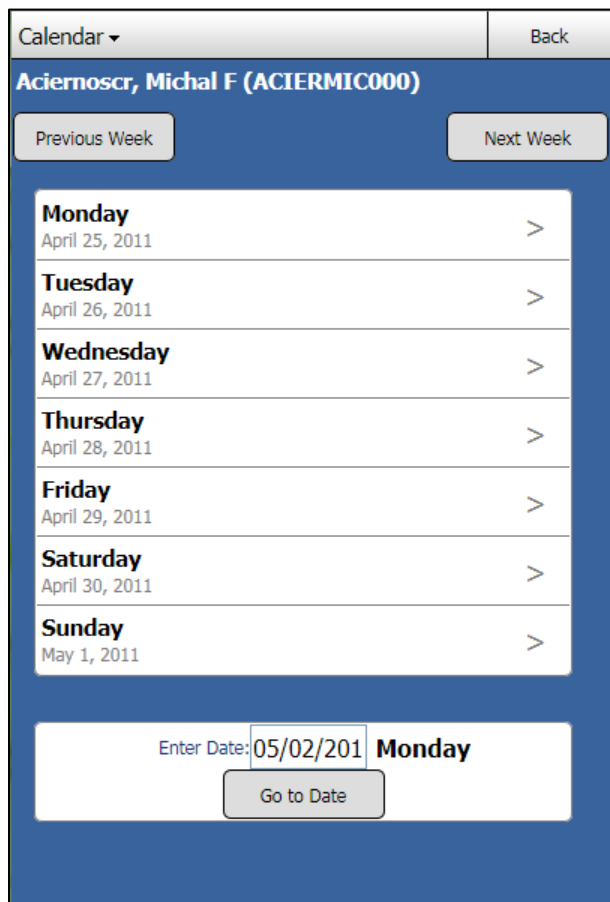 Calendar Back
Aciernoscr, Michal F (ACIERMIC000)
Previous Week Next Week
Monday
April 25, 2011 >
Tuesday
April 26, 2011 >
Wednesday
April 27, 2011 >
Thursday
April 28, 2011 >
Friday
April 29, 2011 >
Saturday
April 30, 2011 >
Sunday
May 1, 2011 >
Enter Date: 05/02/201 Monday
Go to Date